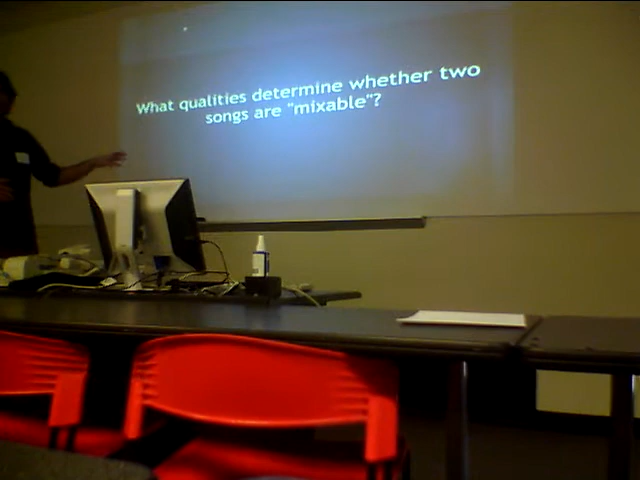 What qualities determine whether two
songs are "mixable"?